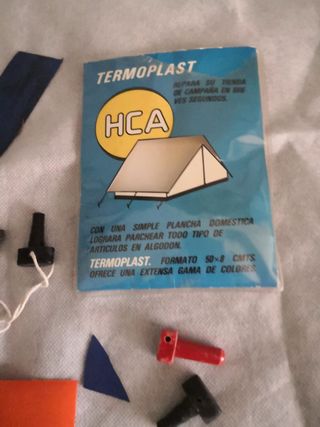 TERMOPLAST
REPARA SU TIENDA
DE CAMPAÑA EN BRE
VES SEGUNDOS.
HCA
CON UNA SIMPLE PLANCHA DOMESTICA
LOGRARA PARCHEAR TODO TIPO DE
ARTICULOS EN ALGODON.
TERMOPLAST. FORMATO 50×8 CMTS
OFRECE UNA EXTENSA GAMA DE COLORES